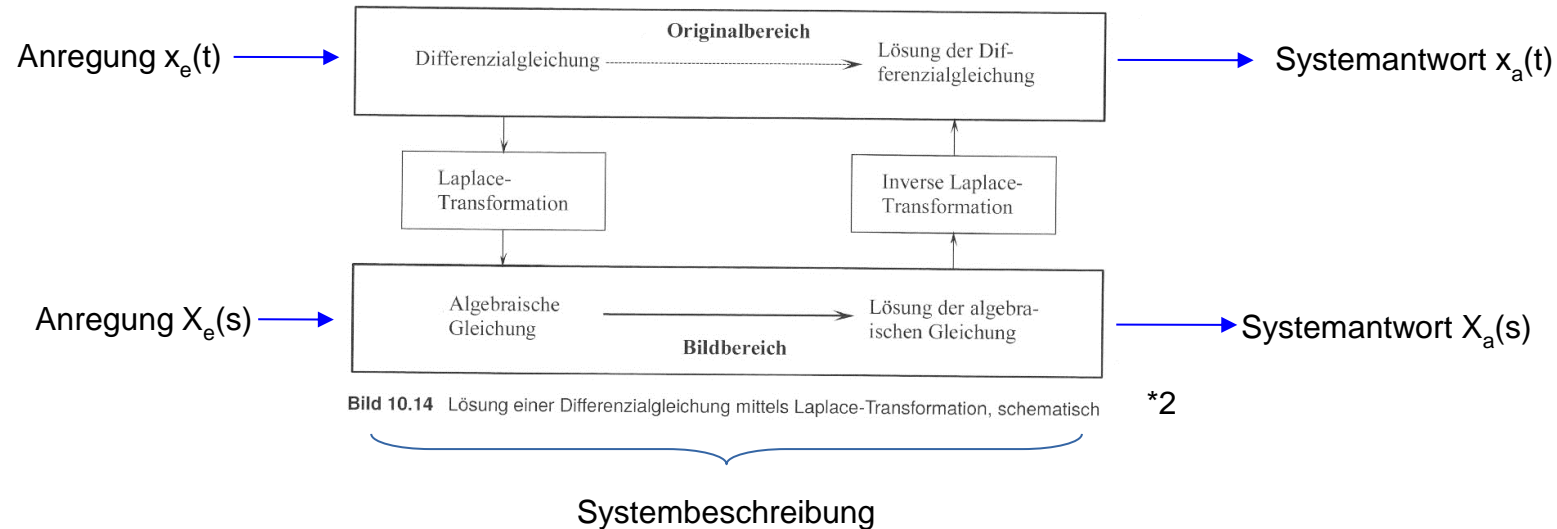 Originalbereich
Anregung xₑ(t)
Differenzialgleichung
Lösung der Dif-
ferenzialgleichung
Systemantwort xₐ(t)
Laplace-
Transformation
Inverse Laplace-
Transformation
Anregung Xₑ(s)
Algebraische
Gleichung
Lösung der algebra-
ischen Gleichung
Systemantwort Xₐ(s)
Bildbereich
Bild 10.14 Lösung einer Differenzialgleichung mittels Laplace-Transformation, schematisch
*2
Systembeschreibung